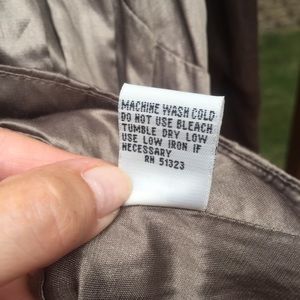 MACHINE WASH COLD
DO NOT USE BLEACH
TUMBLE DRY LOW
USE LOW IRON IF
NECESSARY
RN 51323